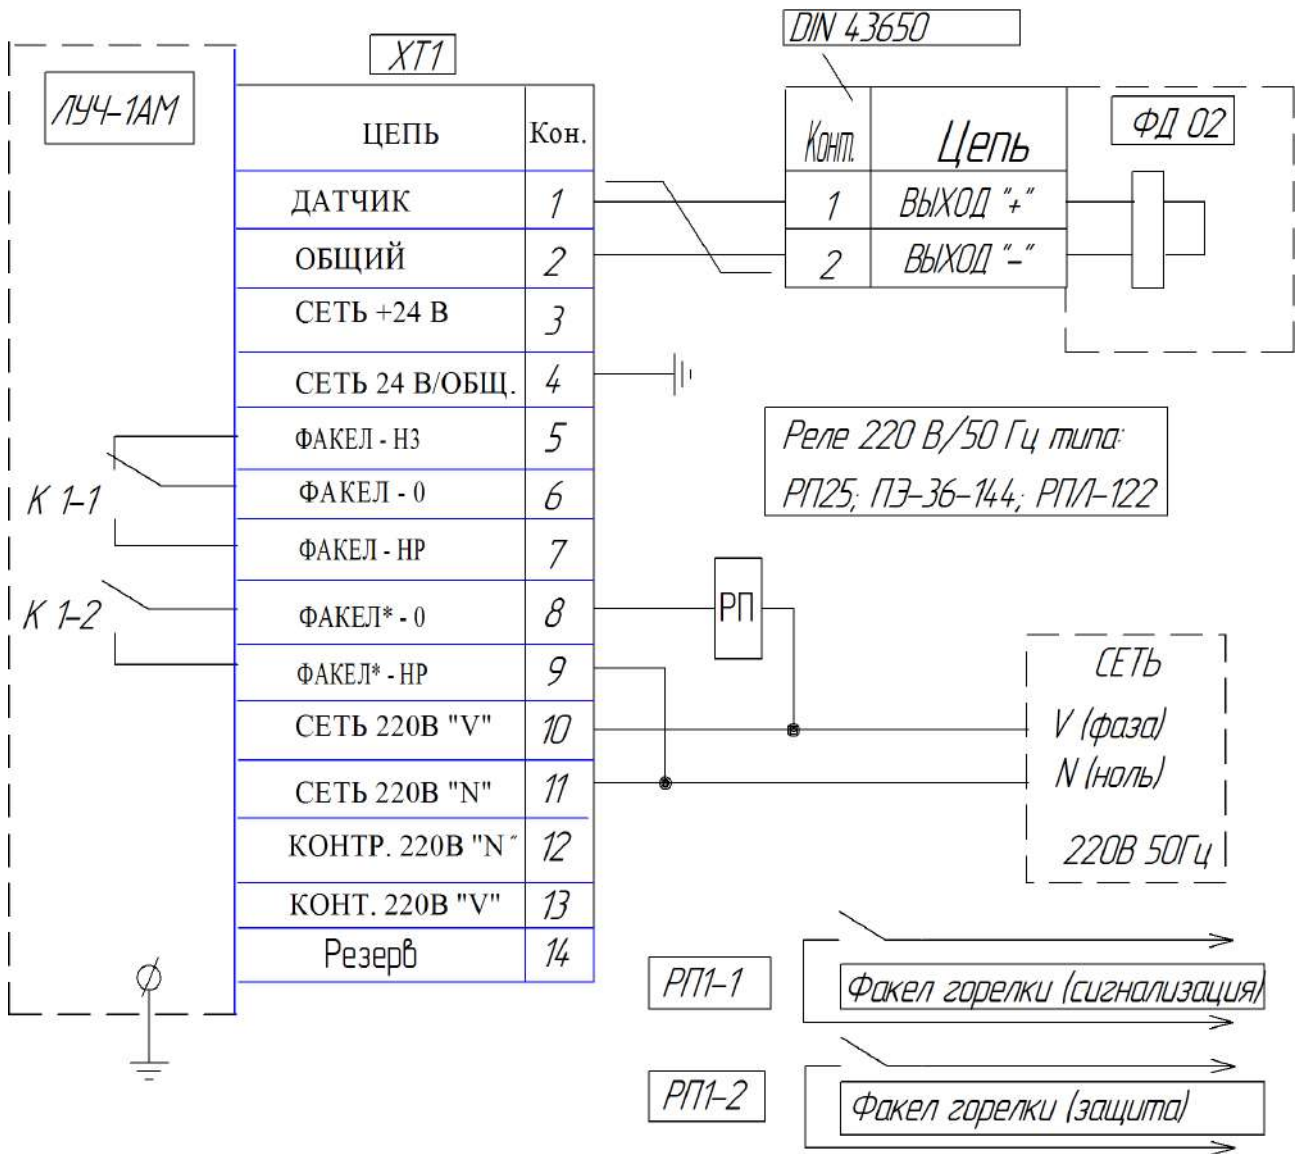 DIN 43650
ХТ1
ЛУЧ-1АМ
ЦЕПЬ Кон.
Конт. Цепь
ФД 02
ДАТЧИК 1
1 ВЫХОД "+"
ОБЩИЙ 2
2 ВЫХОД "–"
СЕТЬ +24 В 3
СЕТЬ 24 В/ОБЩ. 4
ФАКЕЛ - НЗ 5
Реле 220 В/50 Гц типа:
РП25; ПЭ-36-144; РПЛ-122
К 1-1
ФАКЕЛ - 0 6
ФАКЕЛ - НР 7
К 1-2
ФАКЕЛ* - 0 8
РП
ФАКЕЛ* - НР 9
СЕТЬ
СЕТЬ 220В "V" 10
V (фаза)
СЕТЬ 220В "N" 11
N (ноль)
КОНТР. 220В "N" 12
220В 50Гц
КОНТ. 220В "V" 13
Резерв 14
РП1-1
Факел горелки (сигнализация)
РП1-2
Факел горелки (защита)